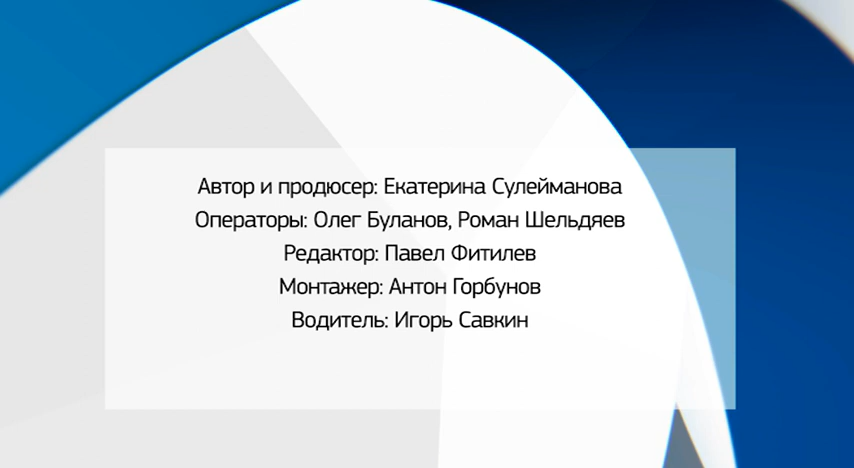 Автор и продюсер: Екатерина Сулейманова
Операторы: Олег Буланов, Роман Шельдяев
Редактор: Павел Фитилев
Монтажер: Антон Горбунов
Водитель: Игорь Савкин